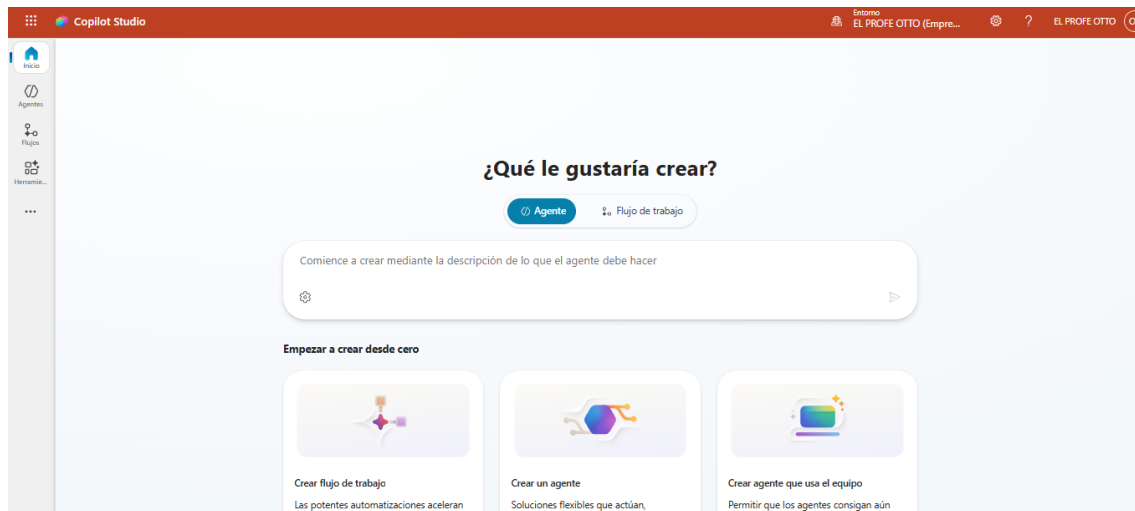 Copilot Studio
Entorno
EL PROFE OTTO (Empre...
?
EL PROFE OTTO
Inicio
Agentes
Flujos
Herramie...
...
¿Qué le gustaría crear?
Agente
Flujo de trabajo
Comience a crear mediante la descripción de lo que el agente debe hacer
Empezar a crear desde cero
Crear flujo de trabajo
Las potentes automatizaciones aceleran
Crear un agente
Soluciones flexibles que actúan,
Crear agente que usa el equipo
Permitir que los agentes consigan aún